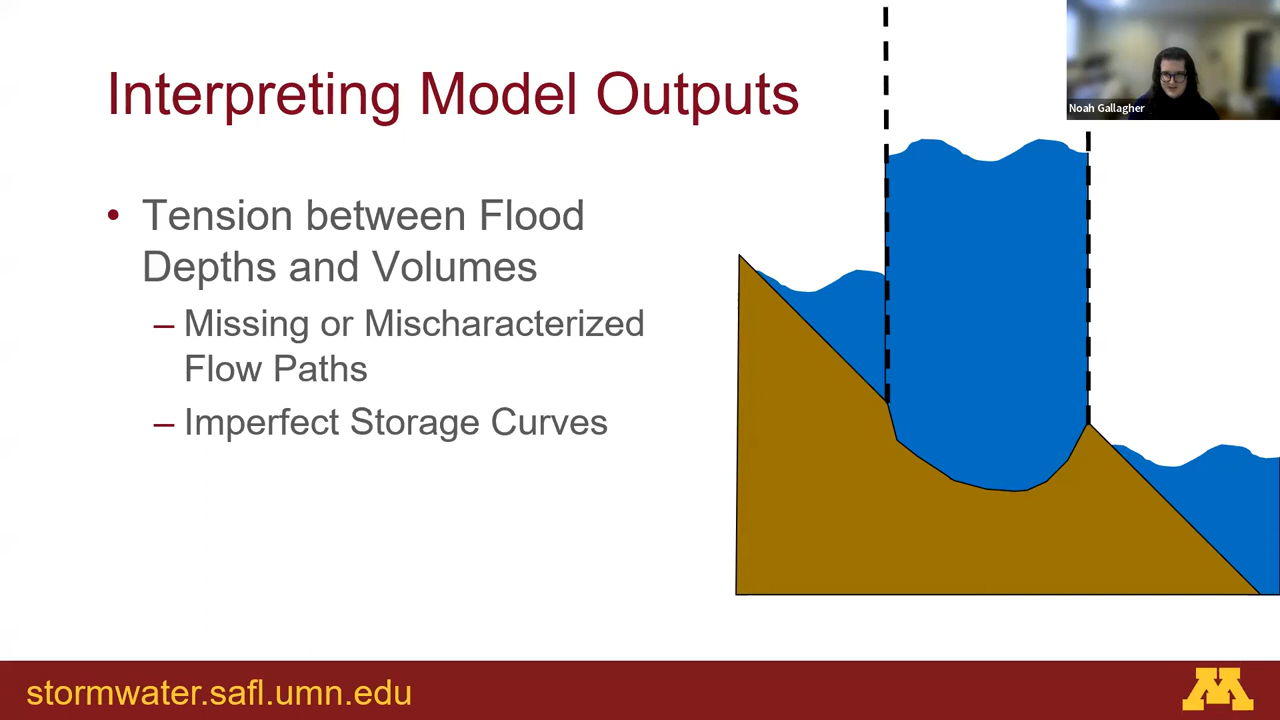 Interpreting Model Outputs
Noah Gallagher
• Tension between Flood
Depths and Volumes
– Missing or Mischaracterized
Flow Paths
– Imperfect Storage Curves
stormwater.safl.umn.edu
M